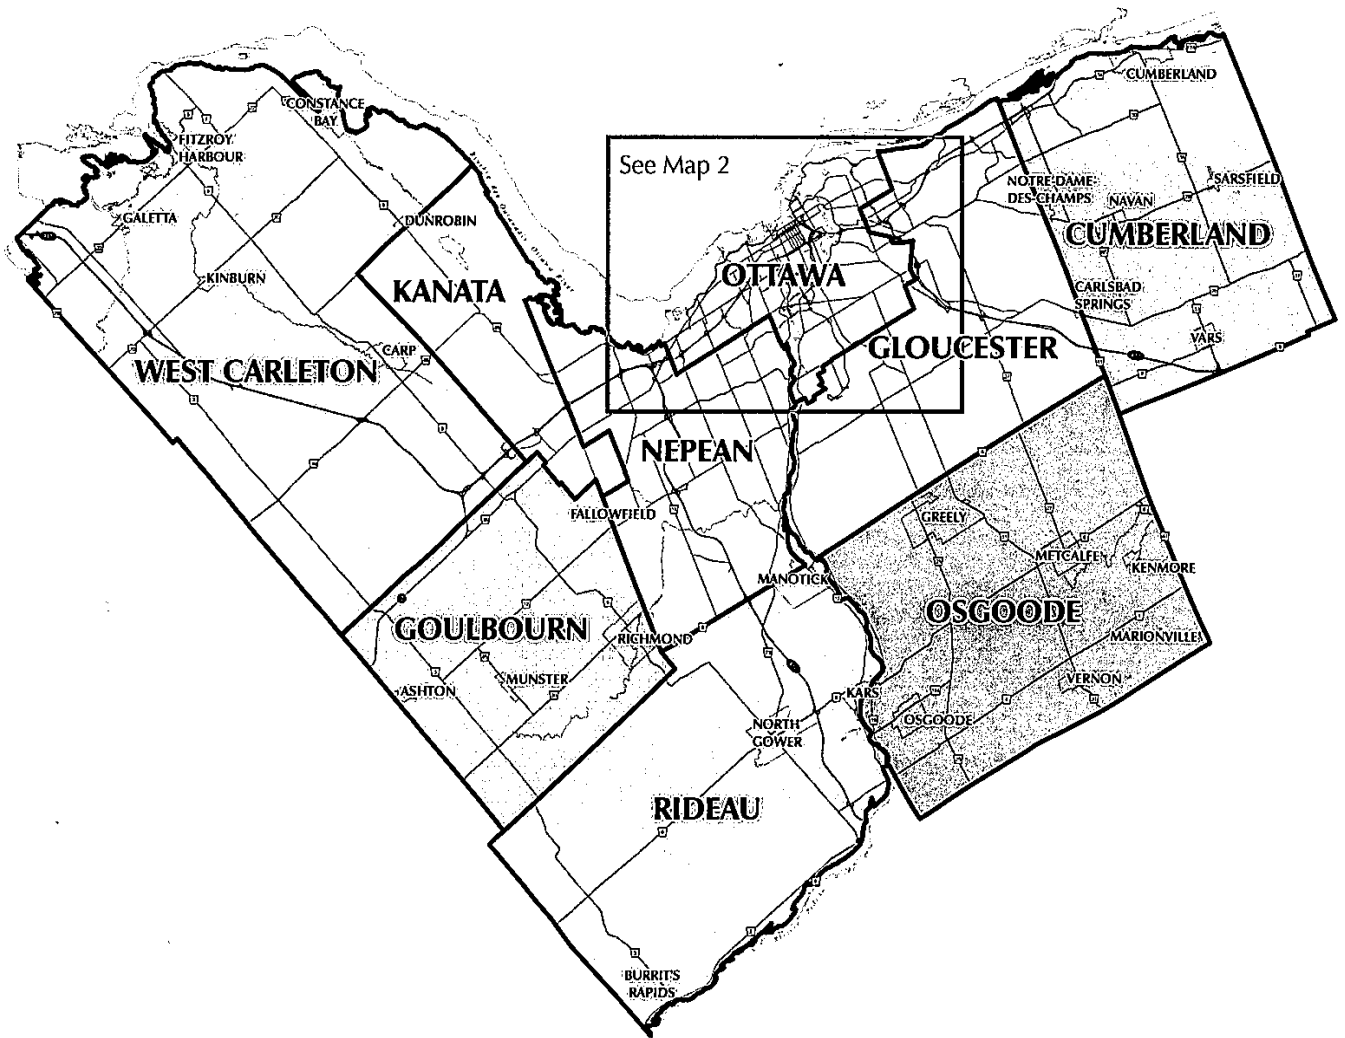 CUMBERLAND
CONSTANCE
BAY
FITZROY
HARBOUR
See Map 2
NOTRE-DAME-
DES-CHAMPS
SARSFIELD
NAVAN
GALETTA
DUNROBIN
CUMBERLAND
KINBURN
KANATA
OTTAWA
CARLSBAD
SPRINGS
VARS
CARP
GLOUCESTER
WEST CARLETON
NEPEAN
FALLOWFIELD
GREELY
METCALFE
KENMORE
MANOTICK
OSGOODE
GOULBOURN
RICHMOND
MARIONVILLE
ASHTON
MUNSTER
VERNON
KARS
OSGOODE
NORTH
GOWER
RIDEAU
BURRIT'S
RAPIDS